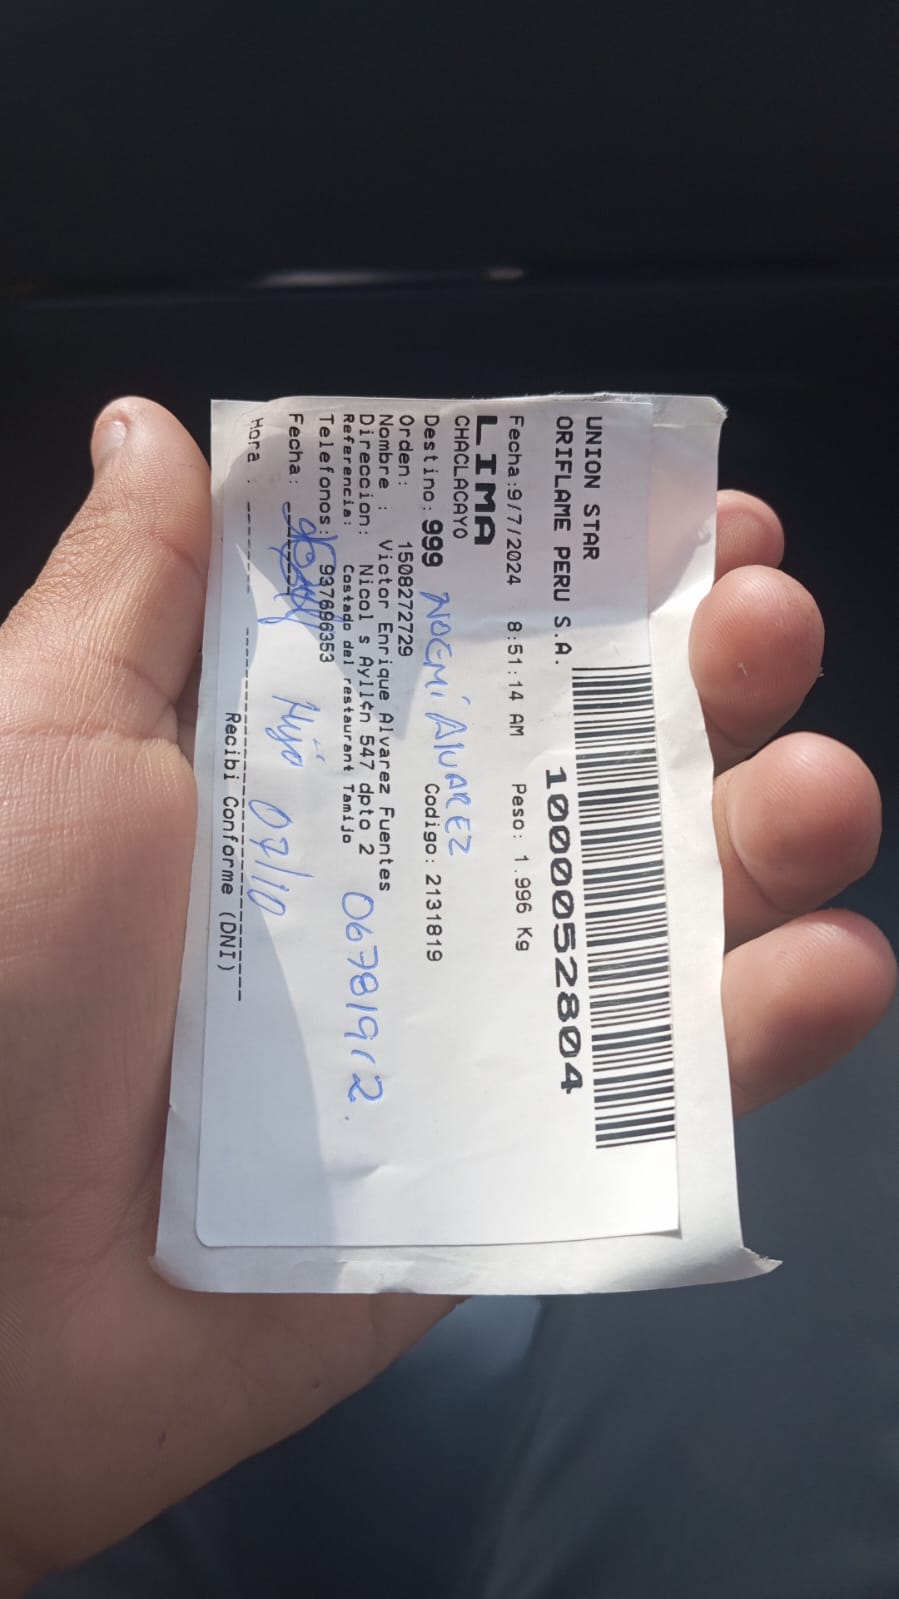 UNION STAR
ORIFLAME PERU S.A.
1000052804
Fecha:9/7/2024 8:51:14 AM Peso: 1.996 Kg
LIMA
CHACLACAYO
NOEMÍ ALVAREZ
Destino: 999 Codigo: 2131819
Orden: 1508272729
Nombre : Victor Enrique Alvarez Fuentes
Direccion: Nicol s Ayll¢n 547 dpto 2
Referencia: Costado del restaurant Tamijo
06781912.
Telefonos: 937696353
Fecha:
Hija 07/10
Hora :
Recibi Conforme (DNI)